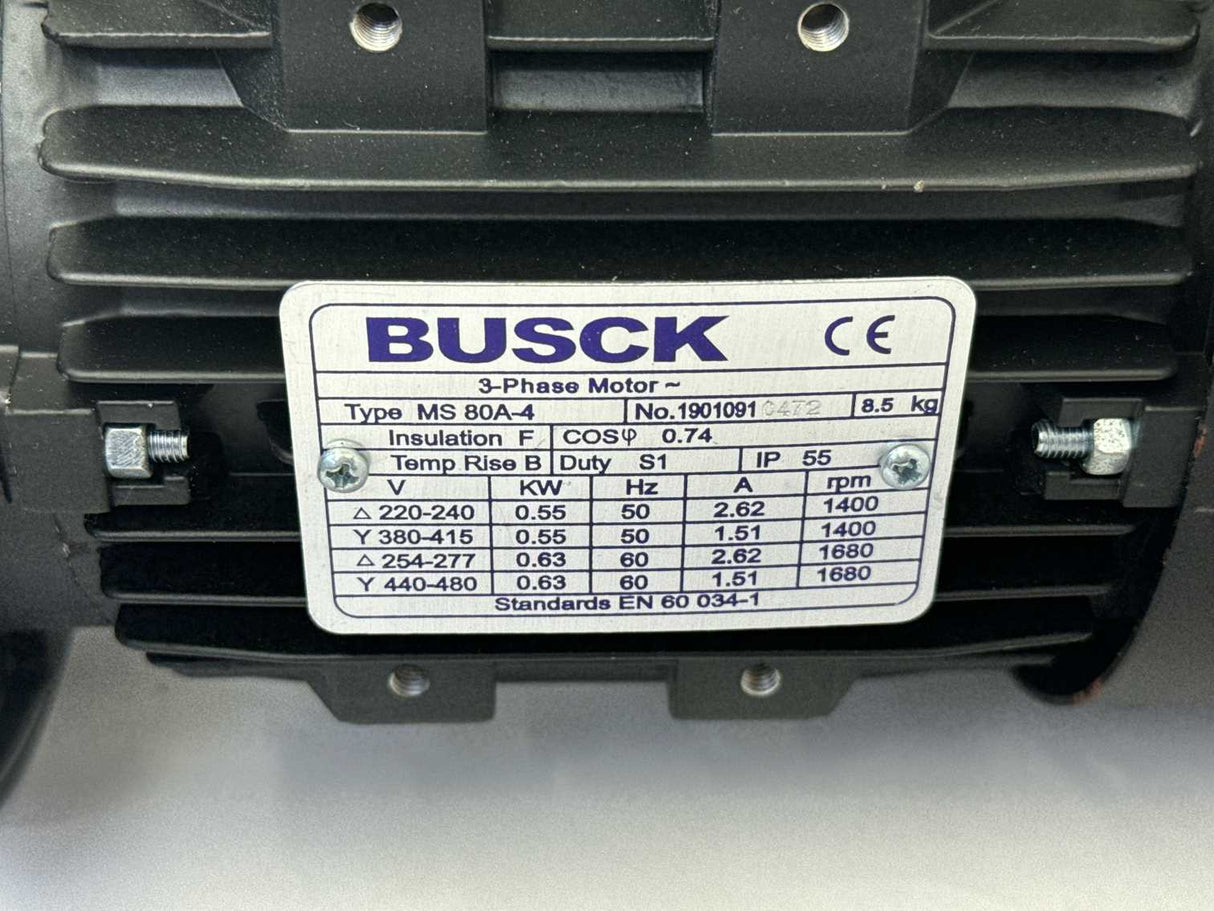 BUSCK CE
3-Phase Motor ~
Type MS 80A-4 No.1901091 0472 8.5 kg
Insulation F COSφ 0.74
Temp Rise B Duty S1 IP 55
V KW Hz A rpm
△ 220-240 0.55 50 2.62 1400
Y 380-415 0.55 50 1.51 1400
△ 254-277 0.63 60 2.62 1680
Y 440-480 0.63 60 1.51 1680
Standards EN 60 034-1